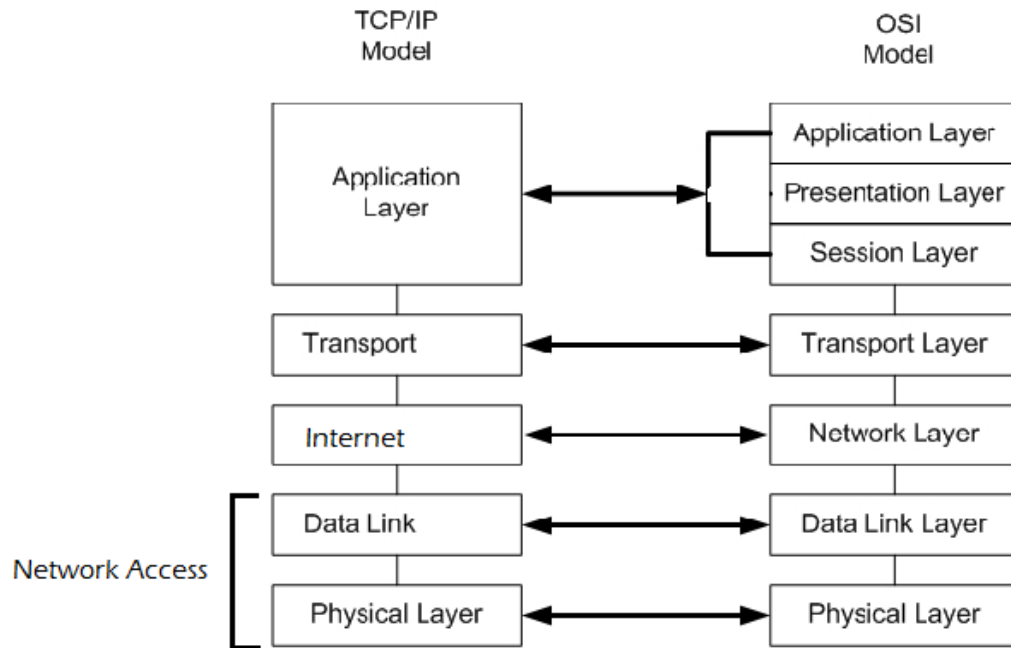 TCP/IP
Model
OSI
Model
Application
Layer
Application Layer
Presentation Layer
Session Layer
Transport
Transport Layer
Internet
Network Layer
Network Access
Data Link
Data Link Layer
Physical Layer
Physical Layer